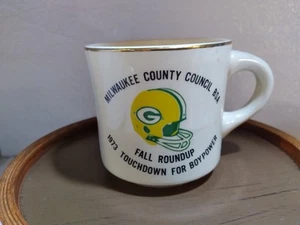 MILWAUKEE COUNTY COUNCIL BSA
G
FALL ROUNDUP
1973 TOUCHDOWN FOR BOYPOWER